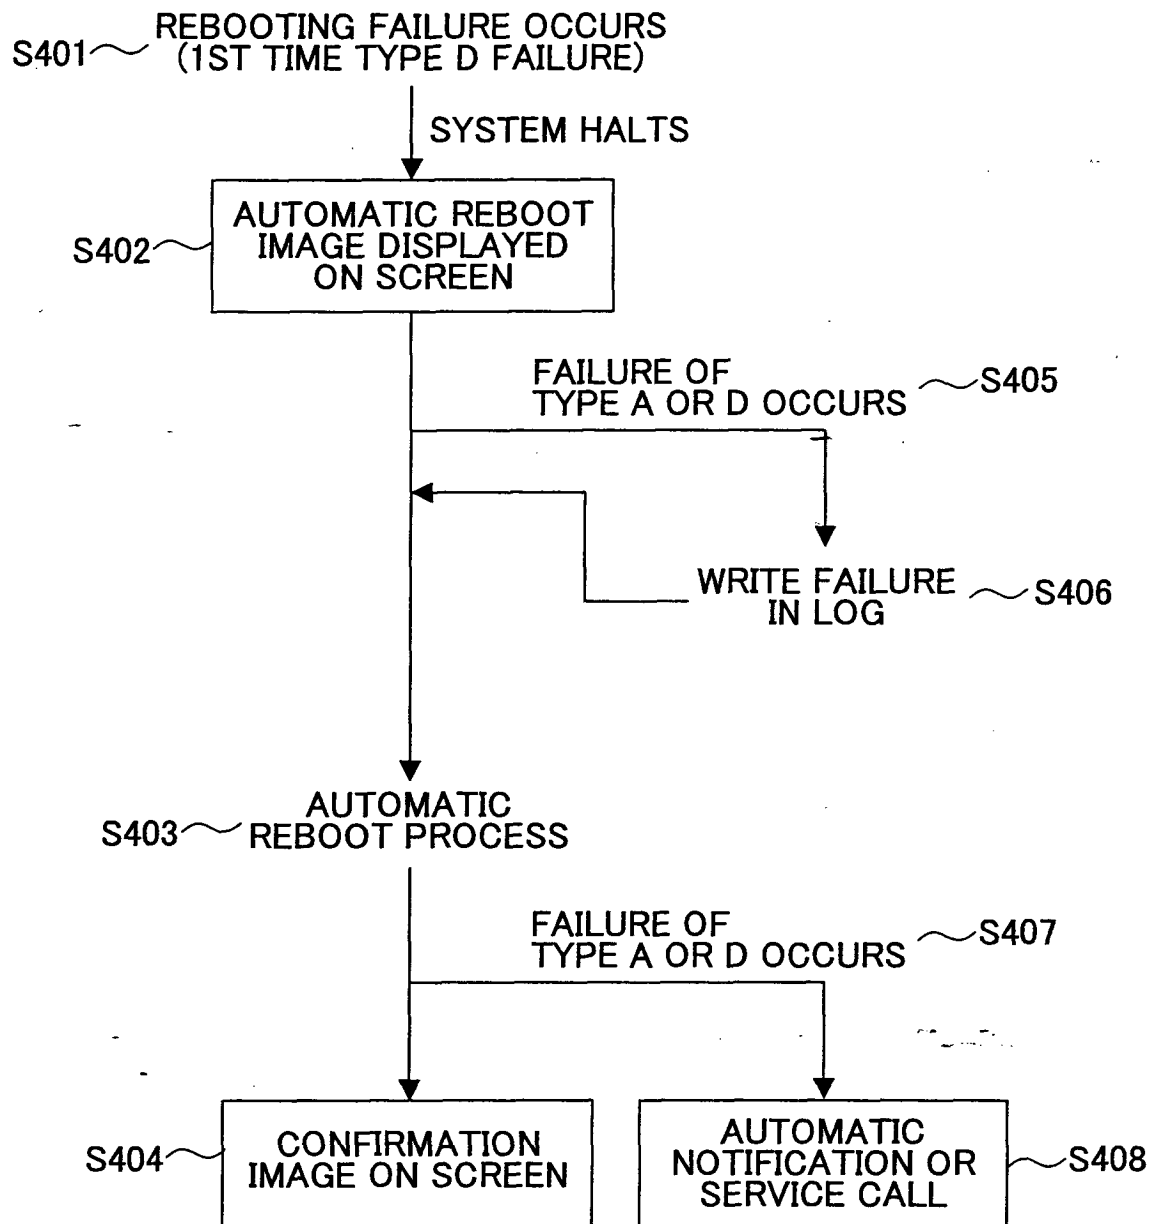 REBOOTING FAILURE OCCURS
S401
(1ST TIME TYPE D FAILURE)
SYSTEM HALTS
AUTOMATIC REBOOT
IMAGE DISPLAYED
ON SCREEN
S402
FAILURE OF
TYPE A OR D OCCURS
S405
WRITE FAILURE
IN LOG
S406
AUTOMATIC
REBOOT PROCESS
S403
FAILURE OF
TYPE A OR D OCCURS
S407
S404
CONFIRMATION
IMAGE ON SCREEN
AUTOMATIC
NOTIFICATION OR
SERVICE CALL
S408